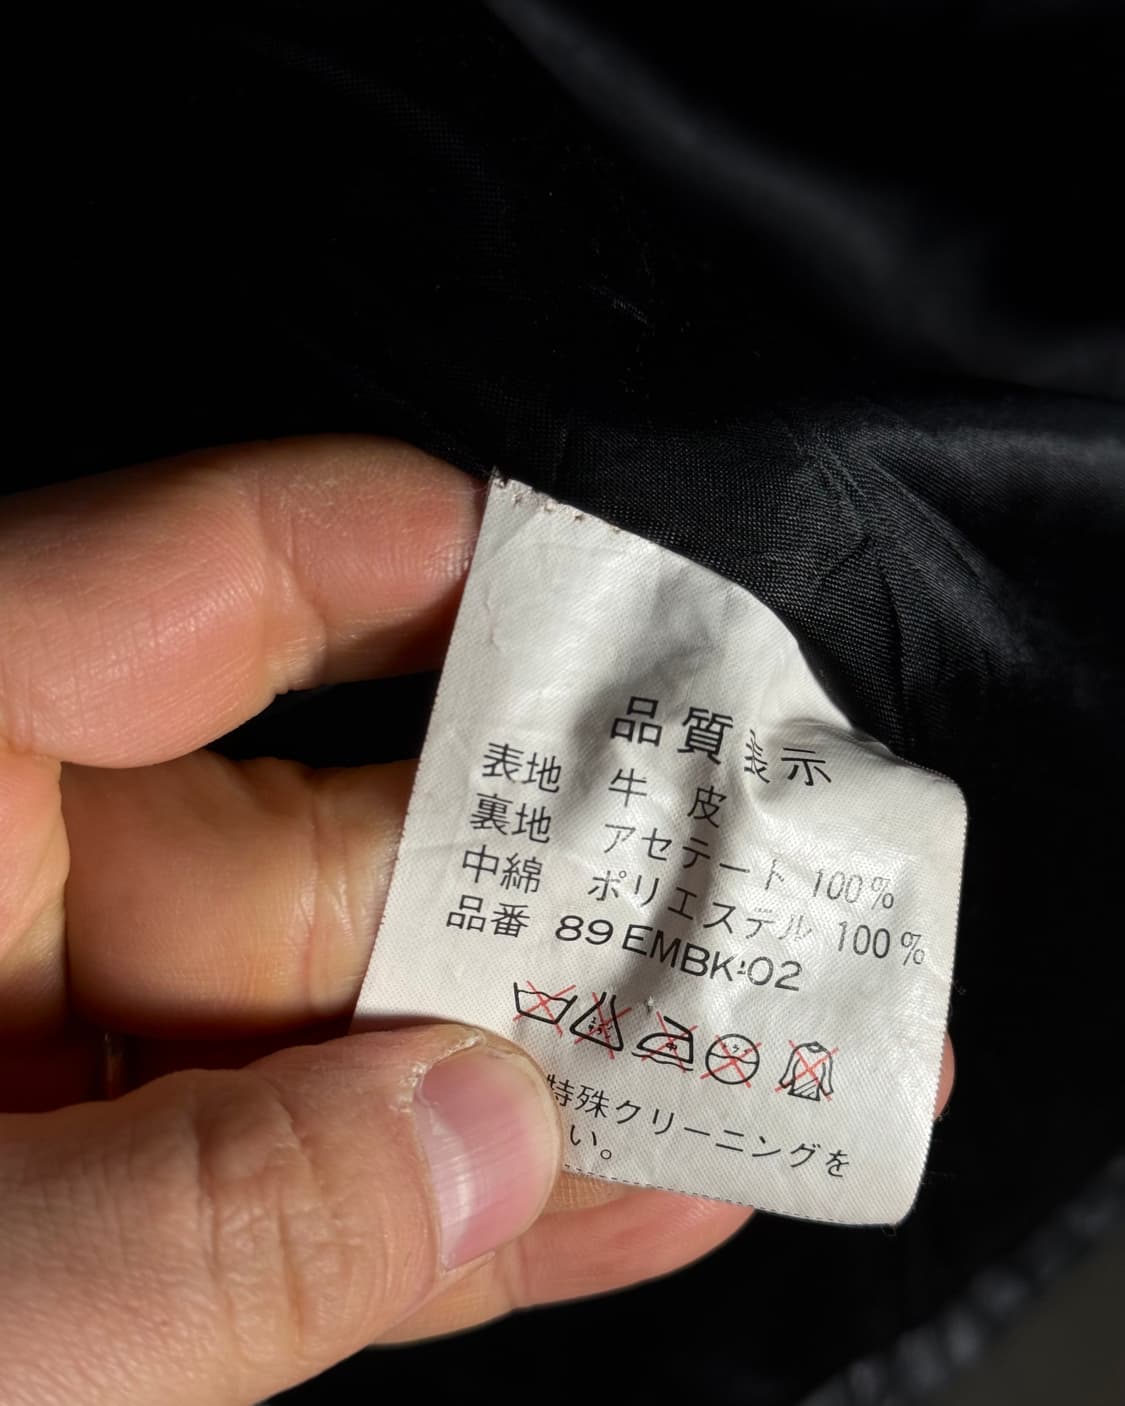 品質表示
表地 牛皮
裏地 アセテート 100%
中綿 ポリエステル 100%
品番 89EMBK-02
特殊クリーニングを
い。